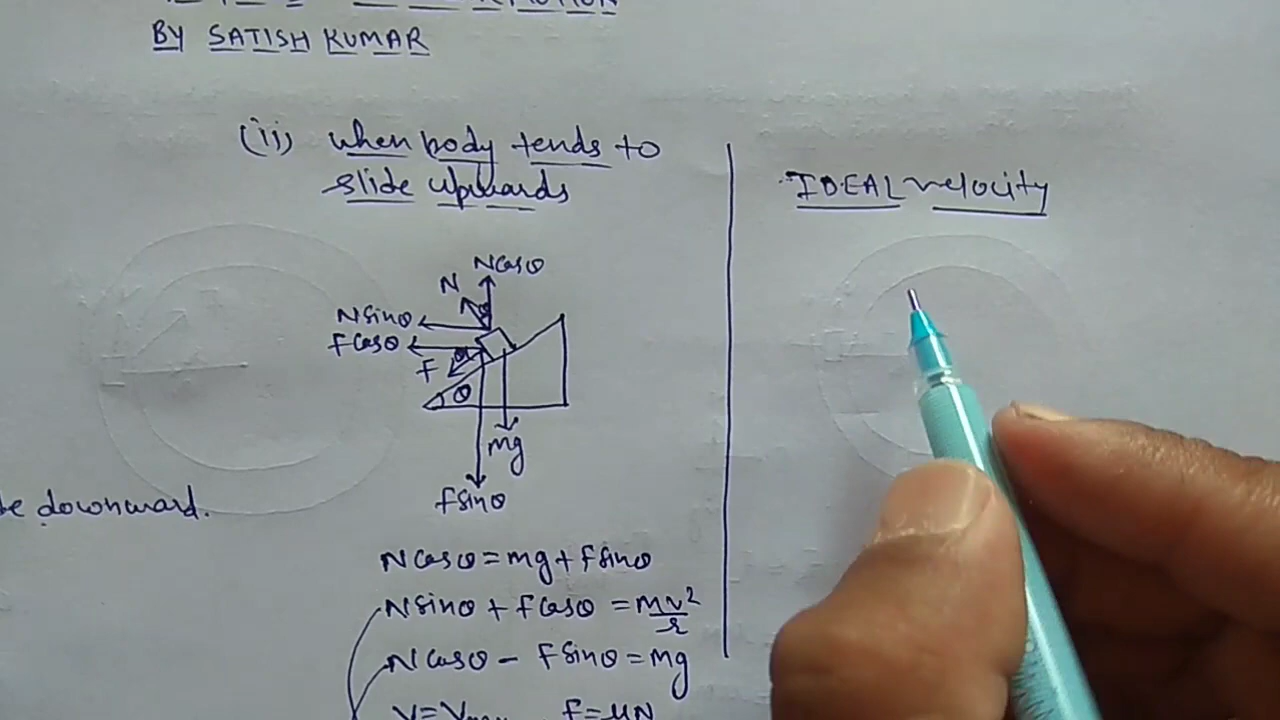 BY SATISH KUMAR
(ii) when body tends to
slide upwards
Ncosθ
N
Nsinθ
fcosθ
θ
F
θ
mg
fsinθ
be downward.
Ncosθ = mg + fsinθ
Nsinθ + fcosθ = mv²/r
Ncosθ - fsinθ = mg
f = μN
IDEAL velocity